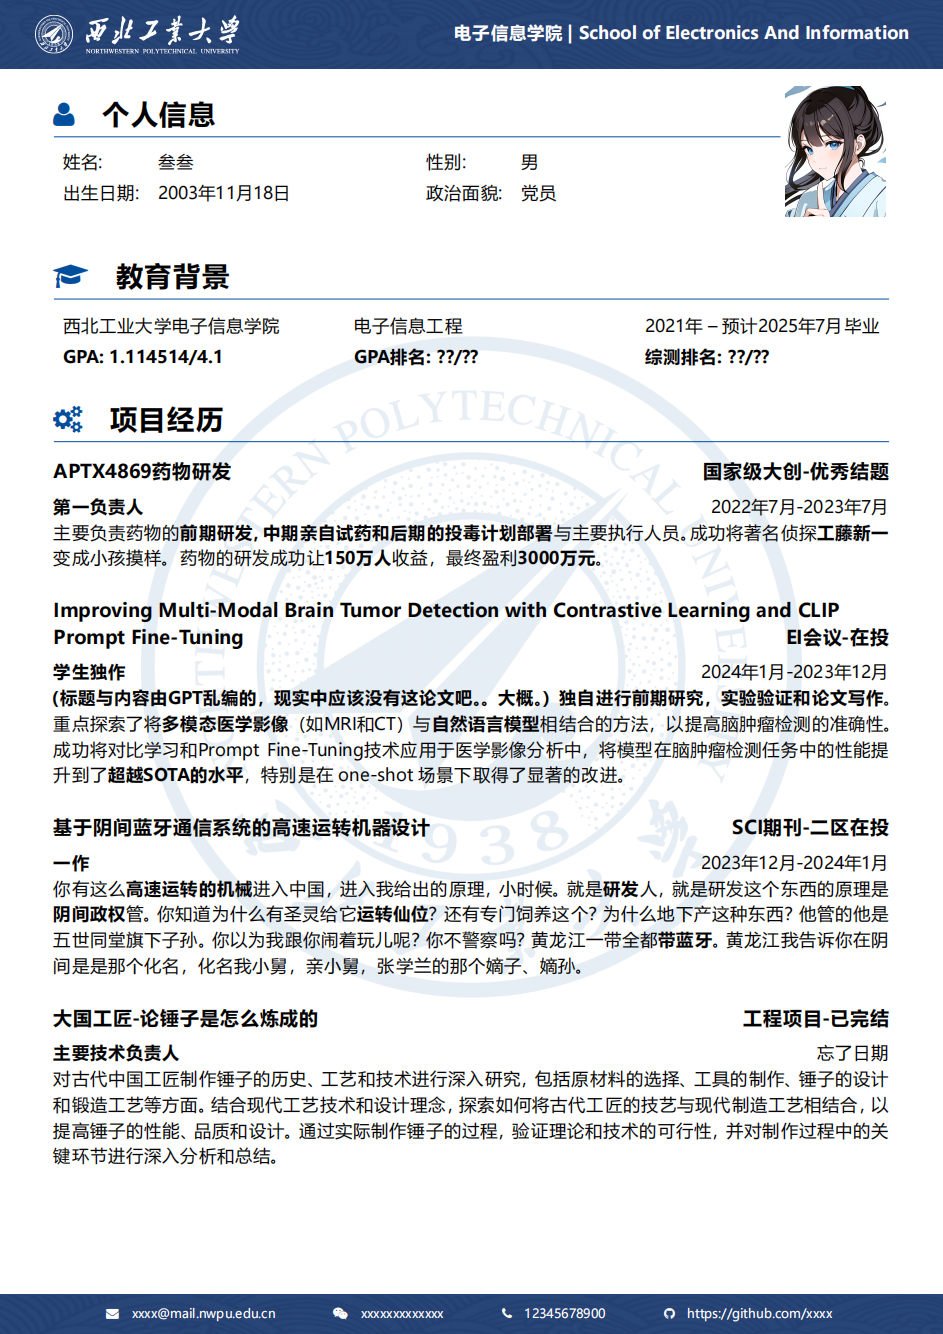 西北工业大学
NORTHWESTERN POLYTECHNICAL UNIVERSITY
电子信息学院 | School of Electronics And Information
个人信息
姓名: 叁叁 性别: 男
出生日期: 2003年11月18日 政治面貌: 党员
教育背景
西北工业大学电子信息学院 电子信息工程 2021年 – 预计2025年7月毕业
GPA: 1.114514/4.1 GPA排名: ??/?? 综测排名: ??/??
项目经历
APTX4869药物研发 国家级大创-优秀结题
第一负责人 2022年7月-2023年7月
主要负责药物的前期研发, 中期亲自试药和后期的投毒计划部署与主要执行人员。成功将著名侦探工藤新一
变成小孩摸样。药物的研发成功让150万人收益，最终盈利3000万元。
Improving Multi-Modal Brain Tumor Detection with Contrastive Learning and CLIP
Prompt Fine-Tuning EI会议-在投
学生独作 2024年1月-2023年12月
(标题与内容由GPT乱编的，现实中应该没有这论文吧。。大概。) 独自进行前期研究，实验验证和论文写作。
重点探索了将多模态医学影像（如MRI和CT）与自然语言模型相结合的方法，以提高脑肿瘤检测的准确性。
成功将对比学习和Prompt Fine-Tuning技术应用于医学影像分析中，将模型在脑肿瘤检测任务中的性能提
升到了超越SOTA的水平，特别是在 one-shot 场景下取得了显著的改进。
基于阴间蓝牙通信系统的高速运转机器设计 SCI期刊-二区在投
一作 2023年12月-2024年1月
你有这么高速运转的机械进入中国，进入我给出的原理，小时候。就是研发人，就是研发这个东西的原理是
阴间政权管。你知道为什么有圣灵给它运转仙位？还有专门饲养这个？为什么地下产这种东西？他管的他是
五世同堂旗下子孙。你以为我跟你闹着玩儿呢？你不警察吗？黄龙江一带全都带蓝牙。黄龙江我告诉你在阴
间是是那个化名，化名我小舅，亲小舅，张学兰的那个嫡子、嫡孙。
大国工匠-论锤子是怎么炼成的 工程项目-已完结
主要技术负责人 忘了日期
对古代中国工匠制作锤子的历史、工艺和技术进行深入研究，包括原材料的选择、工具的制作、锤子的设计
和锻造工艺等方面。结合现代工艺技术和设计理念，探索如何将古代工匠的技艺与现代制造工艺相结合，以
提高锤子的性能、品质和设计。通过实际制作锤子的过程，验证理论和技术的可行性，并对制作过程中的关
键环节进行深入分析和总结。
NORTHWESTERN POLYTECHNICAL UNIVERSITY
1938
xxxx@mail.nwpu.edu.cn xxxxxxxxxxxxx 12345678900 https://github.com/xxxx